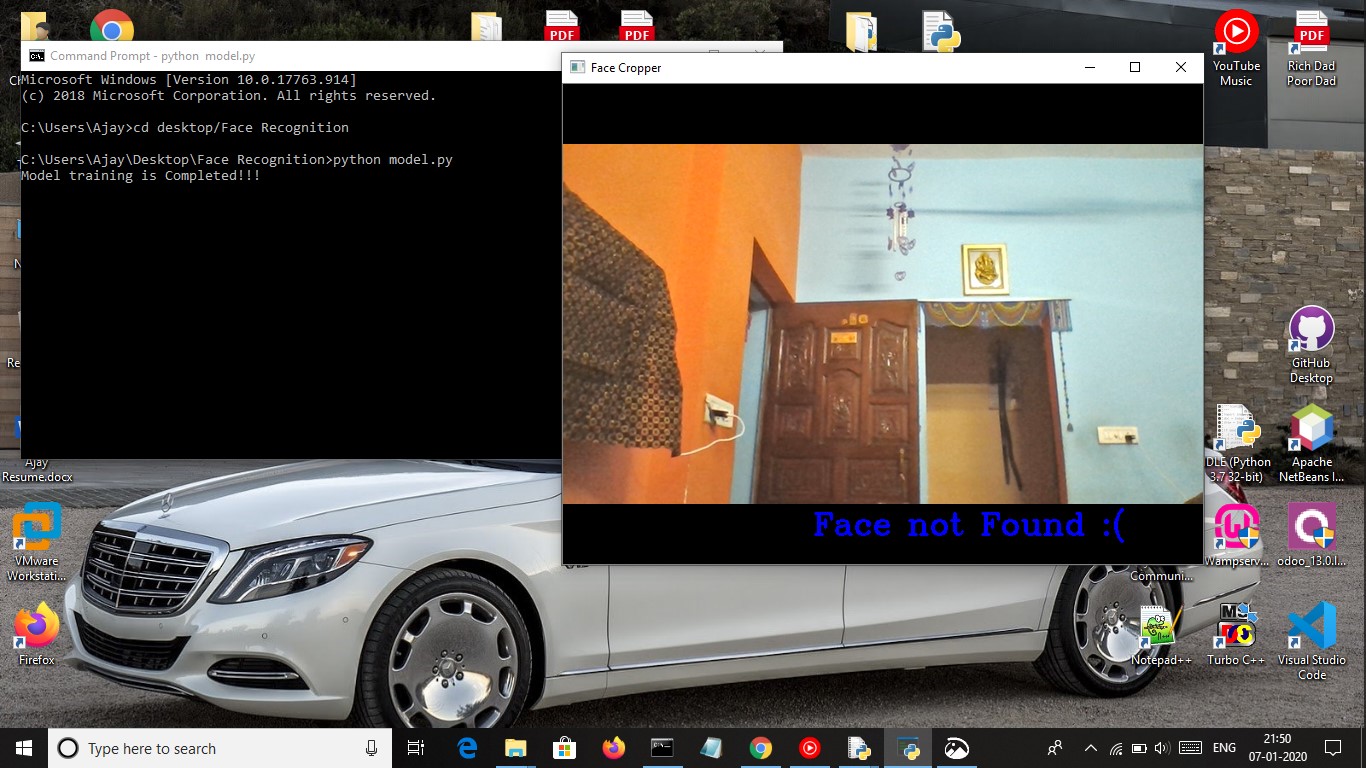 Command Prompt - python  model.py
Microsoft Windows [Version 10.0.17763.914]
(c) 2018 Microsoft Corporation. All rights reserved.
C:\Users\Ajay>cd desktop/Face Recognition
C:\Users\Ajay\Desktop\Face Recognition>python model.py
Model training is Completed!!!
Face Cropper
Face not Found :(
PDF
PDF
YouTube
Music
PDF
Rich Dad
Poor Dad
GitHub
Desktop
Ajay
Resume.docx
DLE (Python
3.7 32-bit)
Apache
NetBeans I...
VMware
Workstati...
Communi...
Wampserv...
odoo_13.0.l...
Firefox
Notepad++
Turbo C++
Visual Studio
Code
Type here to search
ENG
21:50
07-01-2020